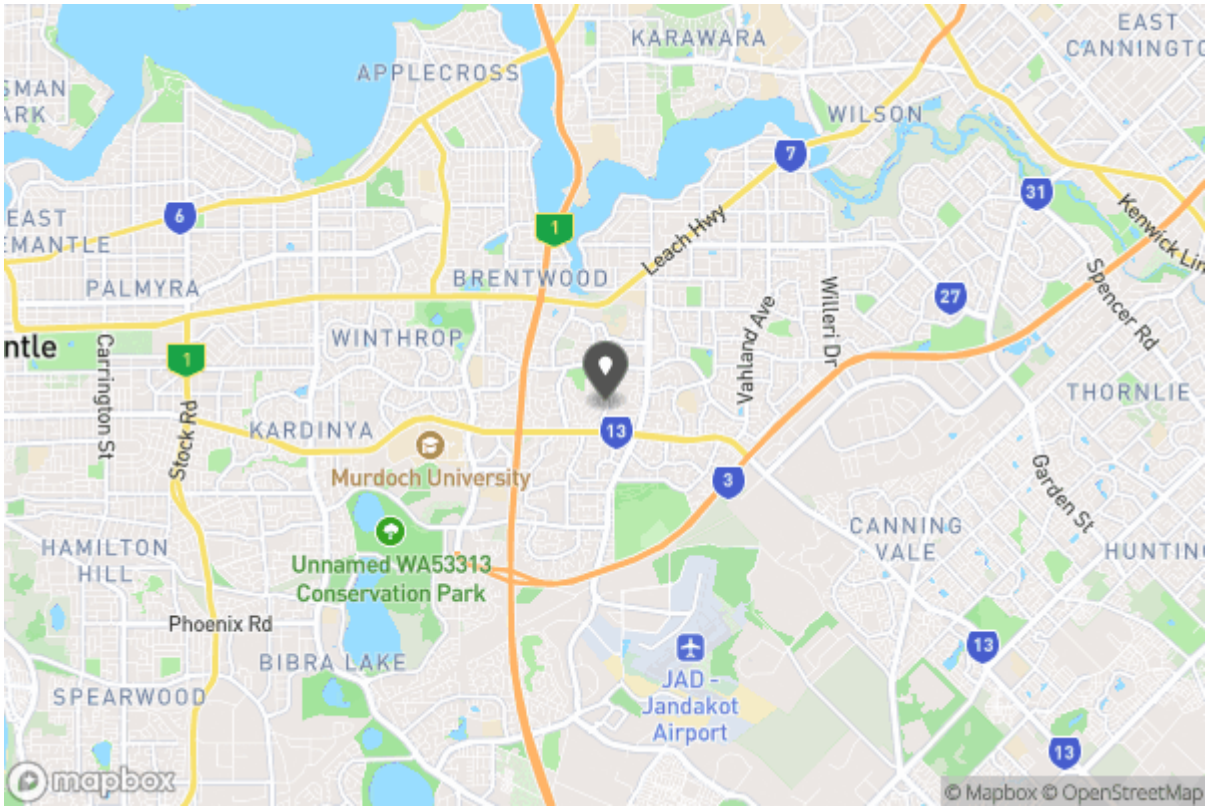 EAST
CANNINGTO
KARAWARA
APPLECROSS
SMAN
ARK
WILSON
7
31
6
EAST
EMANTLE
1
Kenwick Lin
Leach Hwy
BRENTWOOD
PALMYRA
27
Spencer Rd
Willeri Dr
Vahland Ave
WINTHROP
ntle
Carrington St
1
THORNLIE
Stock Rd
KARDINYA
13
Murdoch University
3
Garden St
CANNING
VALE
HAMILTON
HILL
Unnamed WA53313
Conservation Park
HUNTING
Phoenix Rd
13
BIBRA LAKE
JAD -
Jandakot
Airport
SPEARWOOD
13
mapbox
© Mapbox © OpenStreetMap